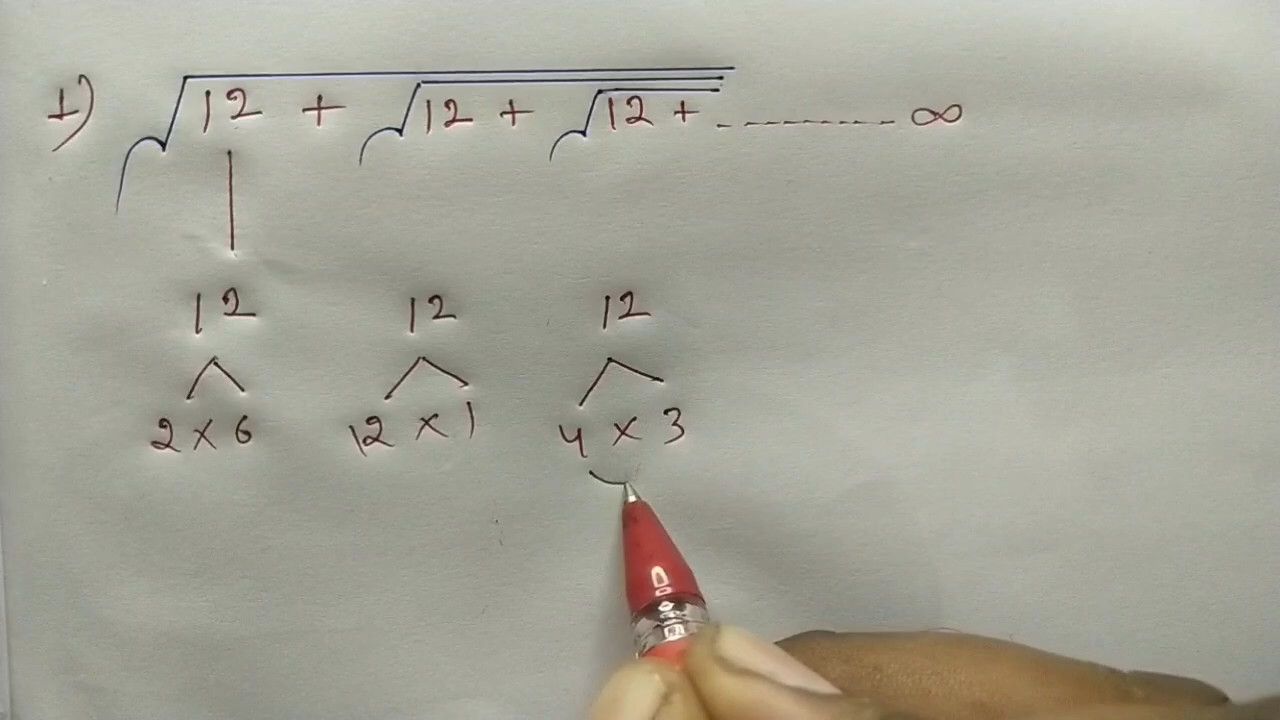 1) √12 + √12 + √12 + -------- ∞
12 12 12
2 x 6 12 x 1 4 x 3